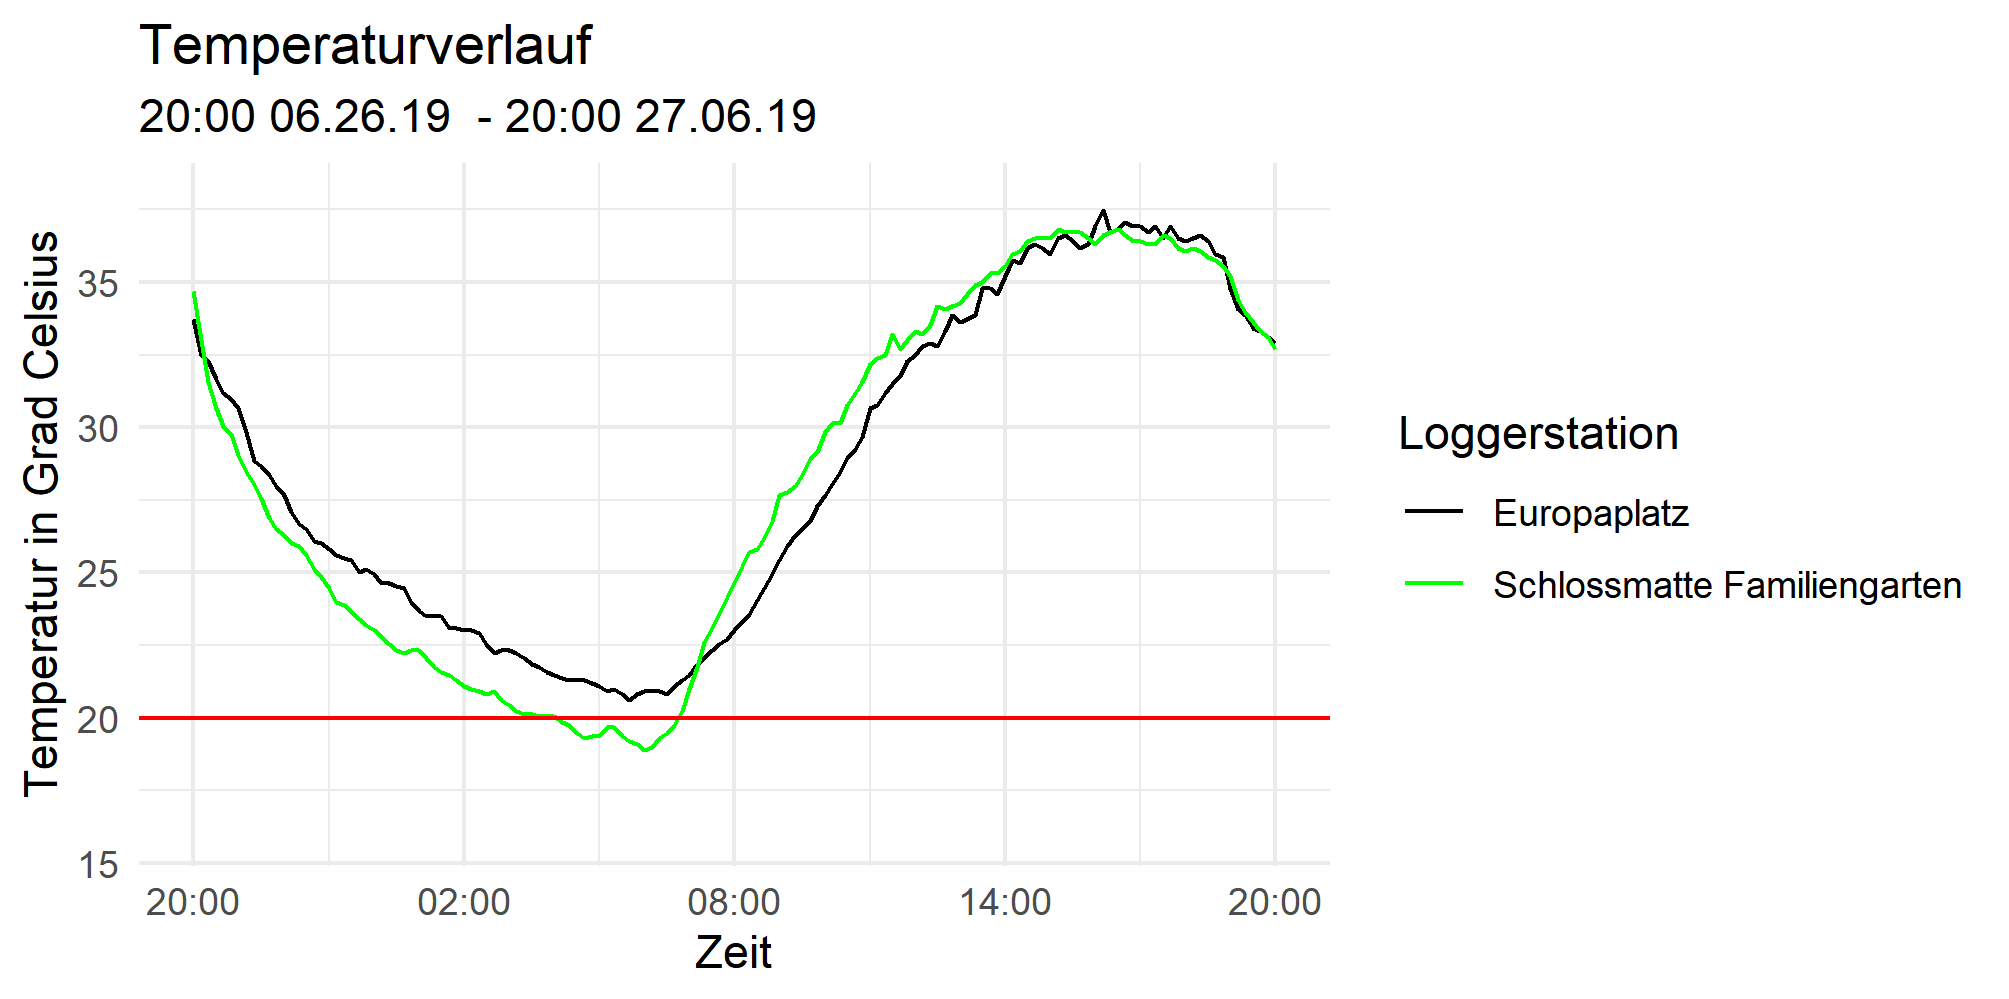 Temperaturverlauf
20:00 06.26.19  - 20:00 27.06.19
Temperatur in Grad Celsius
35
30
25
20
15
20:00
02:00
08:00
14:00
20:00
Zeit
Loggerstation
Europaplatz
Schlossmatte Familiengarten